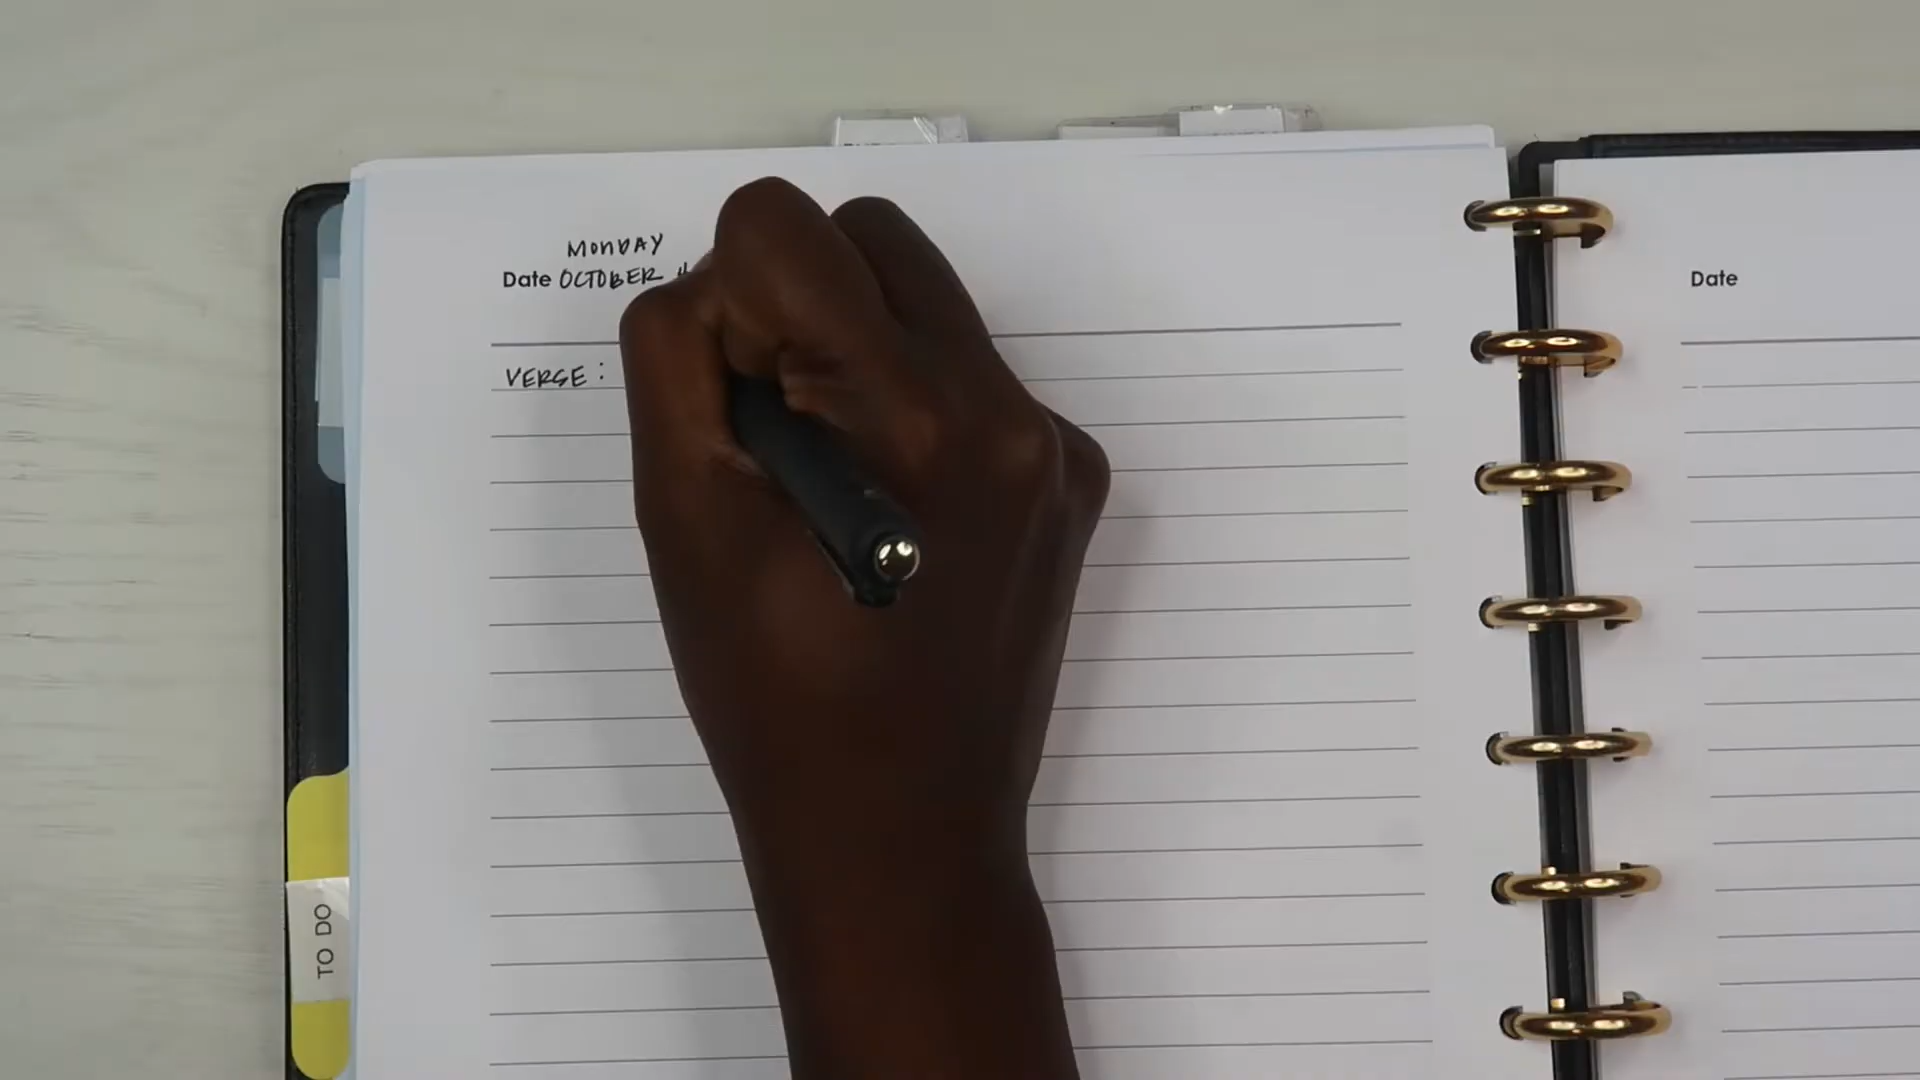 Monday
Date OCTOBER
VERSE :
Date
TO DO